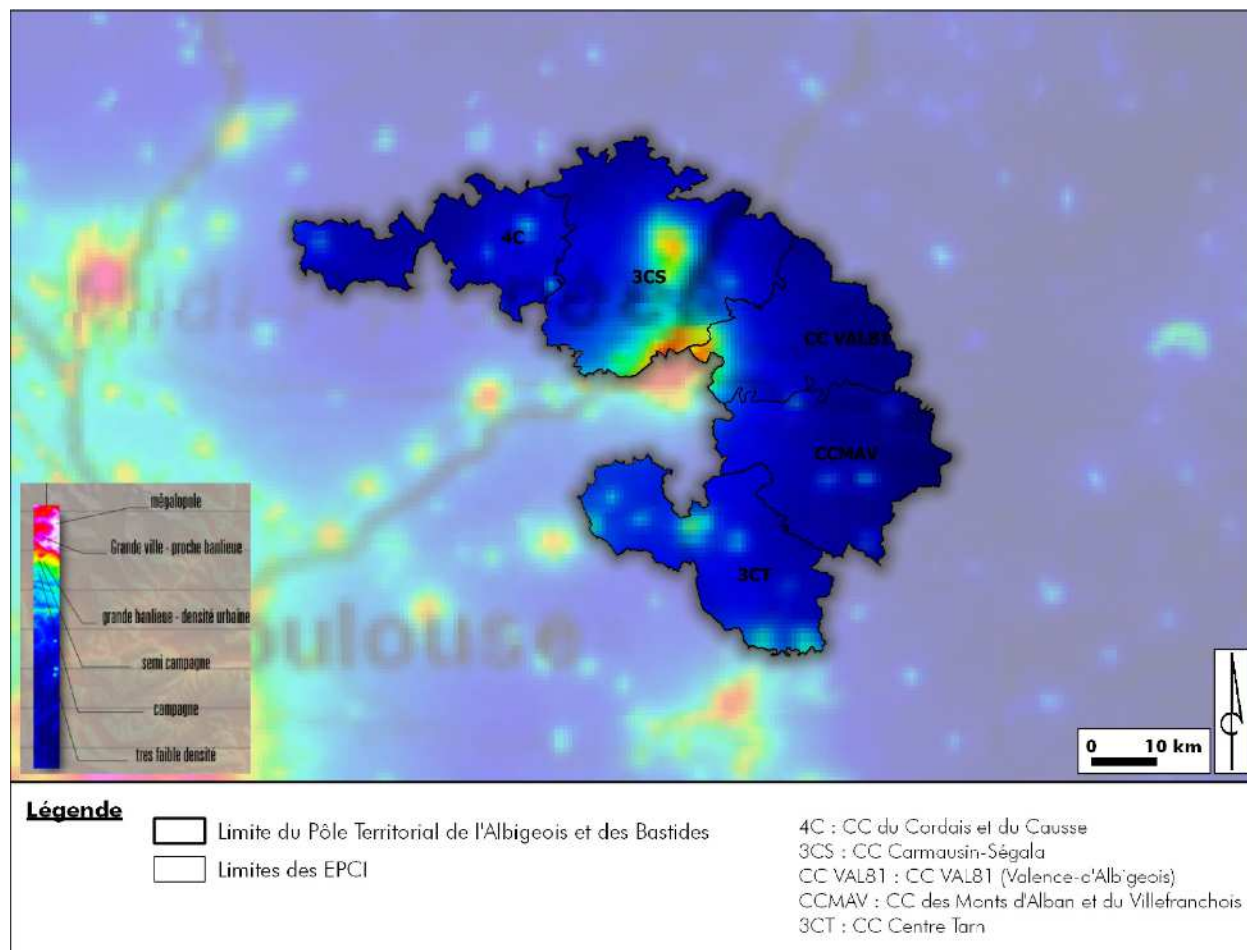 4C
3CS
CC VAL81
CCMAV
3CT
oulouse
mégalopole
Grande ville - proche banlieue
grande banlieue - densité urbaine
semi campagne
campagne
tres faible densité
0 10 km
Légende
Limite du Pôle Territorial de l'Albigeois et des Bastides
Limites des EPCI
4C : CC du Cordais et du Causse
3CS : CC Carmausin-Ségala
CC VAL81 : CC VAL81 (Valence-d'Albigeois)
CCMAV : CC des Monts d'Alban et du Villefranchois
3CT : CC Centre Tarn